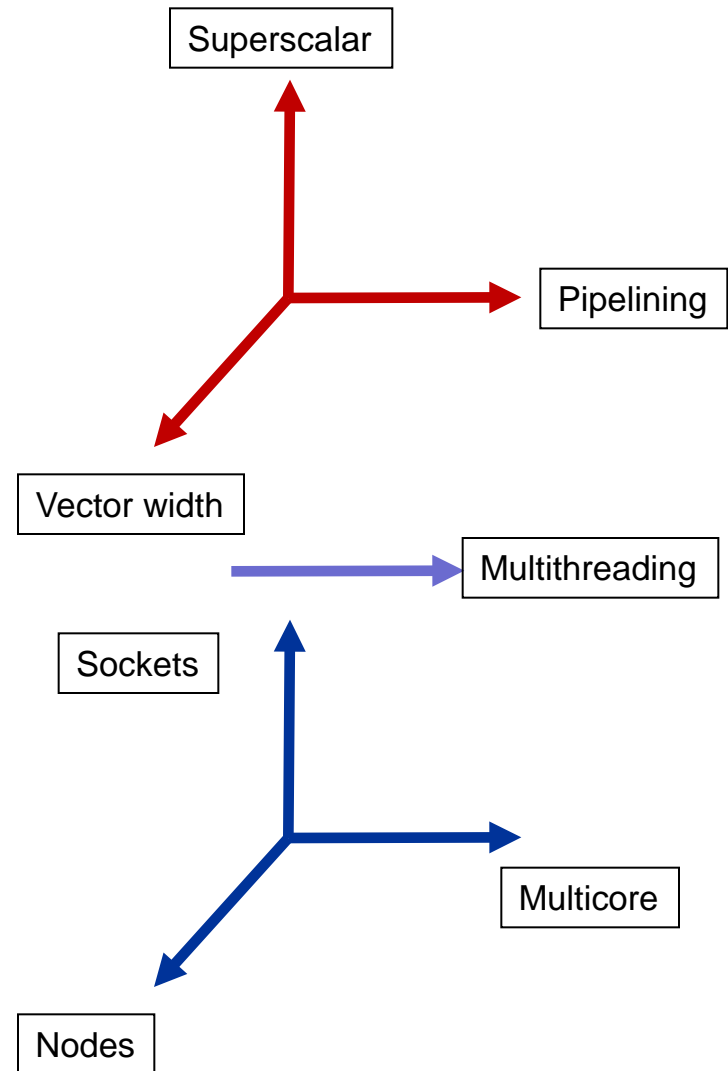 Superscalar
Pipelining
Vector width
Multithreading
Sockets
Multicore
Nodes